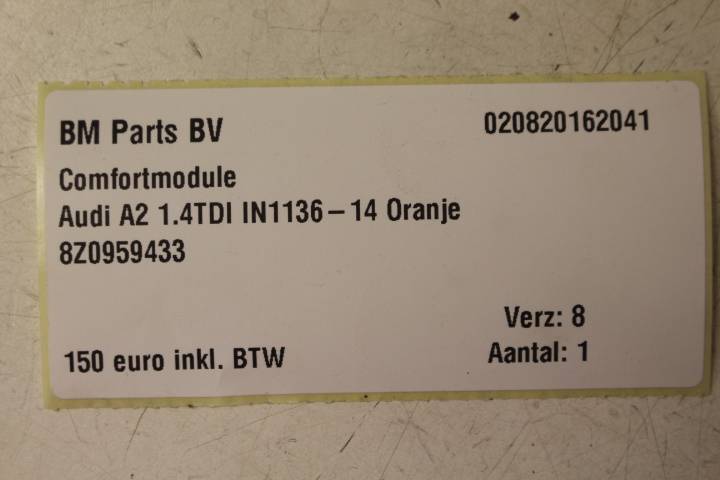 BM Parts BV 020820162041
Comfortmodule
Audi A2 1.4TDI IN1136-14 Oranje
8Z0959433
Verz: 8
150 euro inkl. BTW Aantal: 1